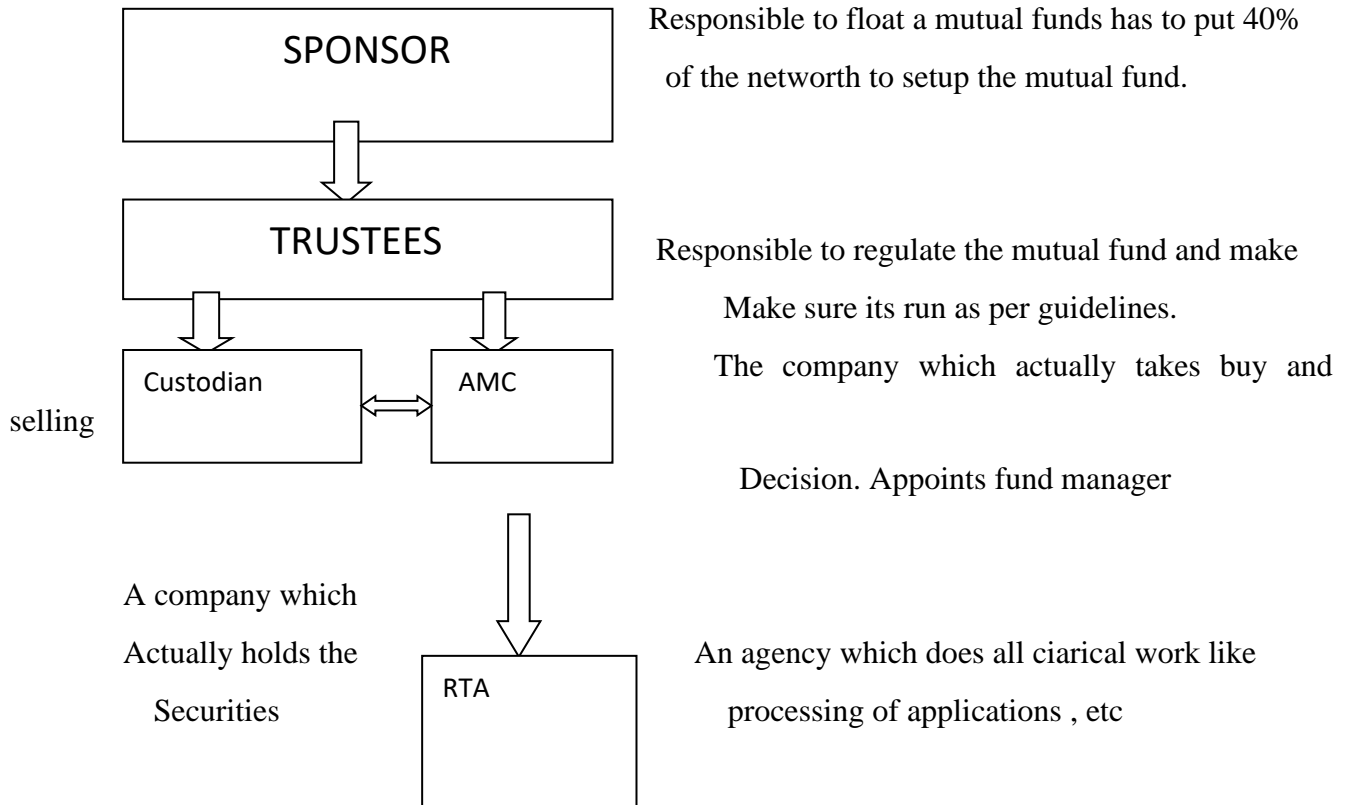 Responsible to float a mutual funds has to put 40%
SPONSOR
of the networth to setup the mutual fund.
TRUSTEES
Responsible to regulate the mutual fund and make
Make sure its run as per guidelines.
The company which actually takes buy and
Custodian
AMC
selling
Decision. Appoints fund manager
A company which
Actually holds the
Securities
RTA
An agency which does all ciarical work like
processing of applications , etc